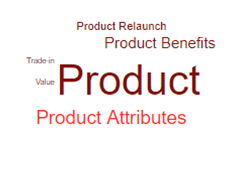 Product Relaunch
Product Benefits
Trade-in
Value
Product
Product Attributes